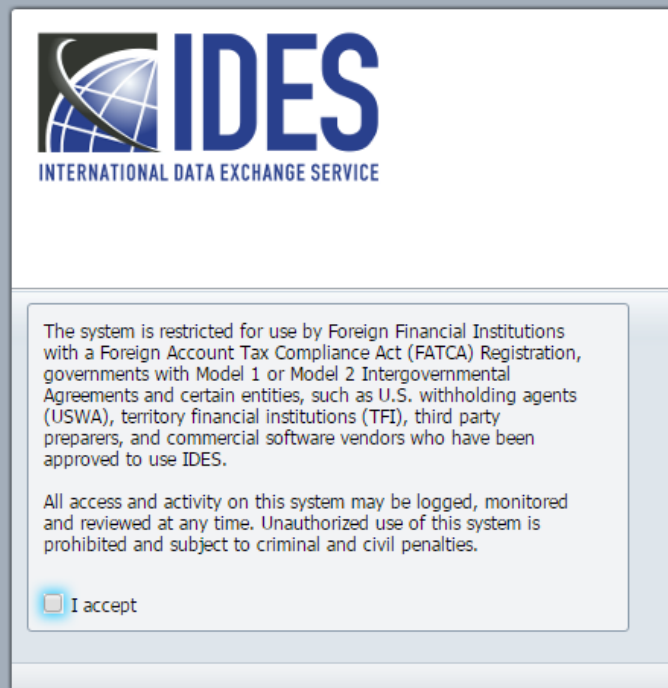 IDES
INTERNATIONAL DATA EXCHANGE SERVICE
The system is restricted for use by Foreign Financial Institutions
with a Foreign Account Tax Compliance Act (FATCA) Registration,
governments with Model 1 or Model 2 Intergovernmental
Agreements and certain entities, such as U.S. withholding agents
(USWA), territory financial institutions (TFI), third party
preparers, and commercial software vendors who have been
approved to use IDES.
All access and activity on this system may be logged, monitored
and reviewed at any time. Unauthorized use of this system is
prohibited and subject to criminal and civil penalties.
I accept